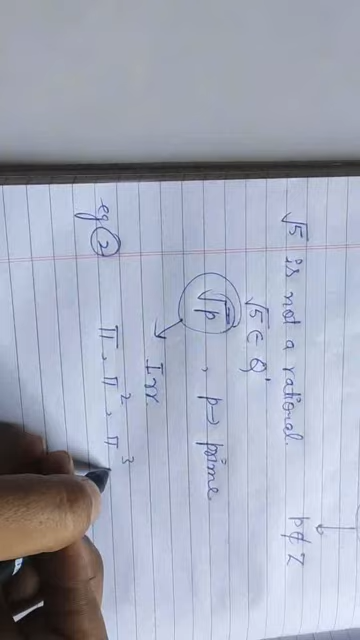 √5 is not a rational. p∉Z
√5 ∈ Q'
√p , p → prime
Irr.
eg ② π, π², π³